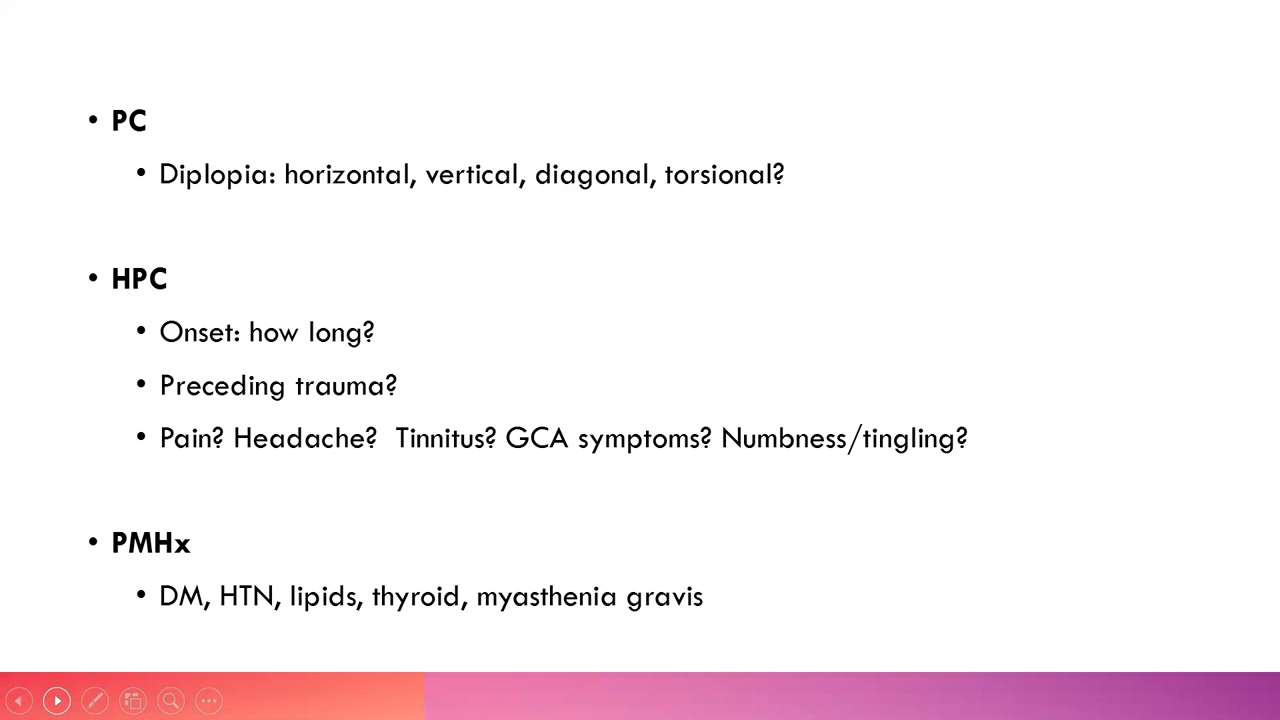 • PC
• Diplopia: horizontal, vertical, diagonal, torsional?
• HPC
• Onset: how long?
• Preceding trauma?
• Pain? Headache?  Tinnitus? GCA symptoms? Numbness/tingling?
• PMHx
• DM, HTN, lipids, thyroid, myasthenia gravis